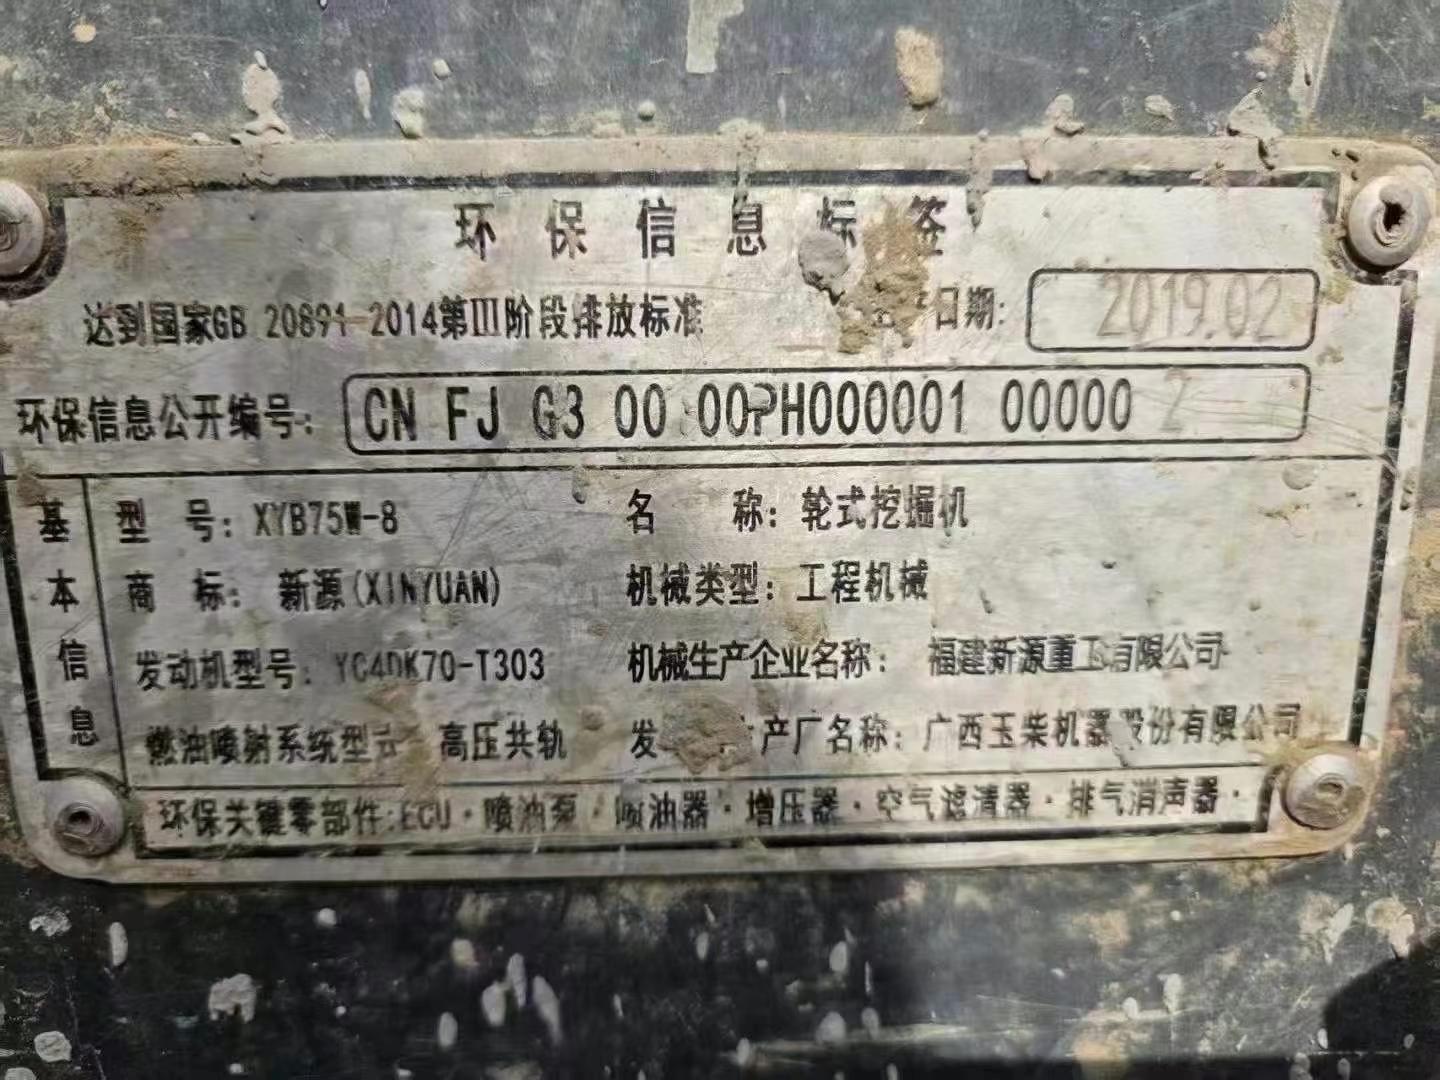 环保信息标签
达到国家GB 20891-2014第III阶段排放标准 日期: 2019.02
环保信息公开编号: CN FJ G3 00 00PH000001 00000 2
基本信息
型号: XYB75W-8 名称: 轮式挖掘机
商标: 新源(XINYUAN) 机械类型: 工程机械
发动机型号: YC4DK70-T303 机械生产企业名称: 福建新源重工有限公司
燃油喷射系统型式 高压共轨 发 产厂名称: 广西玉柴机器股份有限公司
环保关键零部件:ECU·喷油泵·喷油器·增压器·空气滤清器·排气消声器·